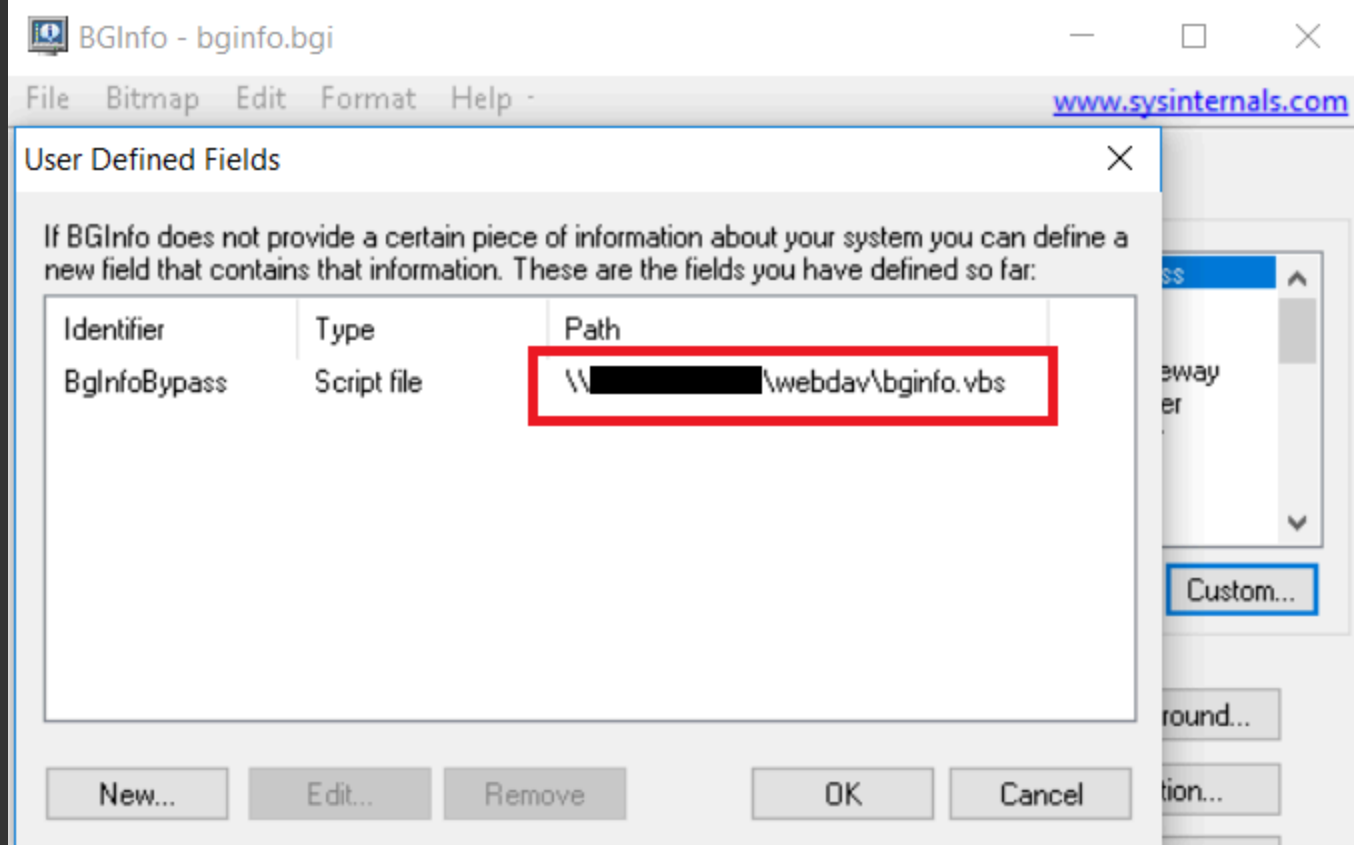 BGInfo - bginfo.bgi
File Bitmap Edit Format Help -
www.sysinternals.com
User Defined Fields
If BGInfo does not provide a certain piece of information about your system you can define a
new field that contains that information. These are the fields you have defined so far:
Identifier Type Path
BgInfoBypass Script file \\ \webdav\bginfo.vbs
ss
eway
er
Custom...
round...
New... Edit... Remove OK Cancel
tion...